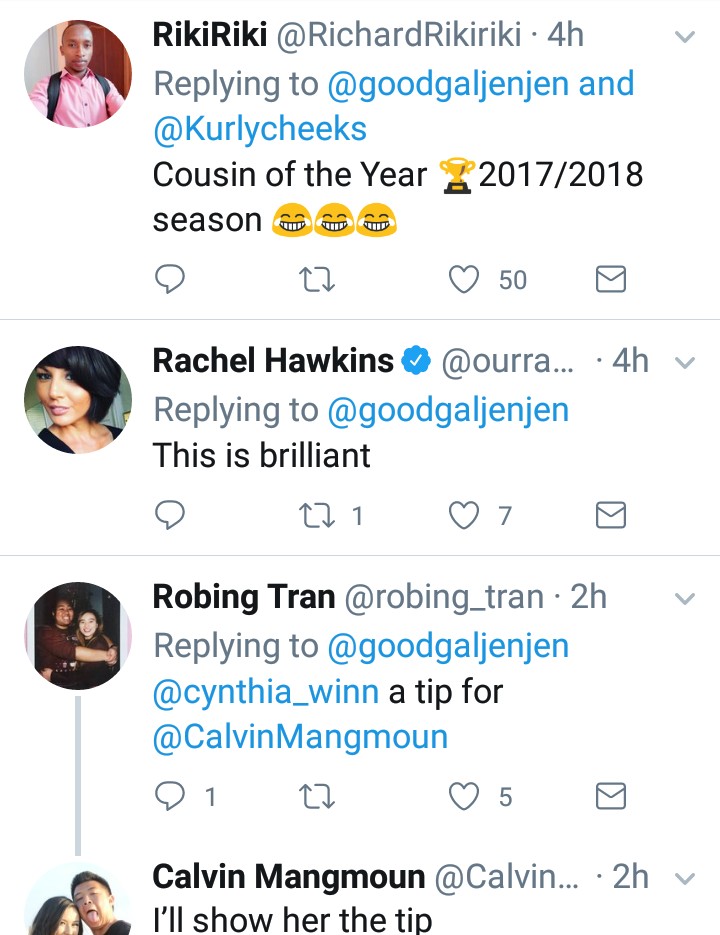 RikiRiki @RichardRikiriki · 4h
Replying to @goodgaljenjen and
@Kurlycheeks
Cousin of the Year 🏆2017/2018
season 😂😂😂
50
Rachel Hawkins @ourra... · 4h
Replying to @goodgaljenjen
This is brilliant
1 7
Robing Tran @robing_tran · 2h
Replying to @goodgaljenjen
@cynthia_winn a tip for
@CalvinMangmoun
1 5
Calvin Mangmoun @Calvin... · 2h
I'll show her the tip